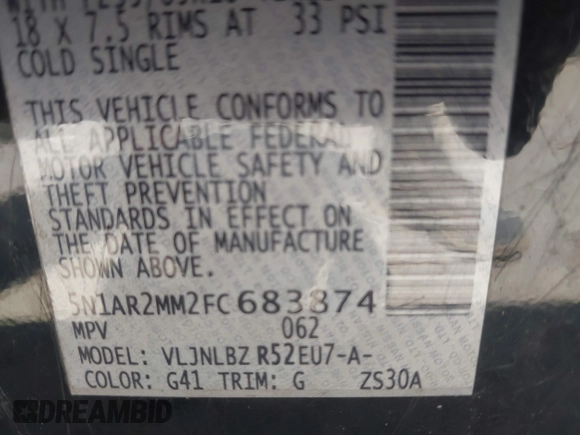 18 X 7.5 RIMS AT 33 PSI
COLD SINGLE
THIS VEHICLE CONFORMS TO
ALL APPLICABLE FEDERAL
MOTOR VEHICLE SAFETY AND
THEFT PREVENTION
STANDARDS IN EFFECT ON
THE DATE OF MANUFACTURE
SHOWN ABOVE.
5N1AR2MM2FC683874
MPV 062
MODEL: VLJNLBZ R52EU7-A-
COLOR: G41 TRIM: G ZS30A
DREAMBID